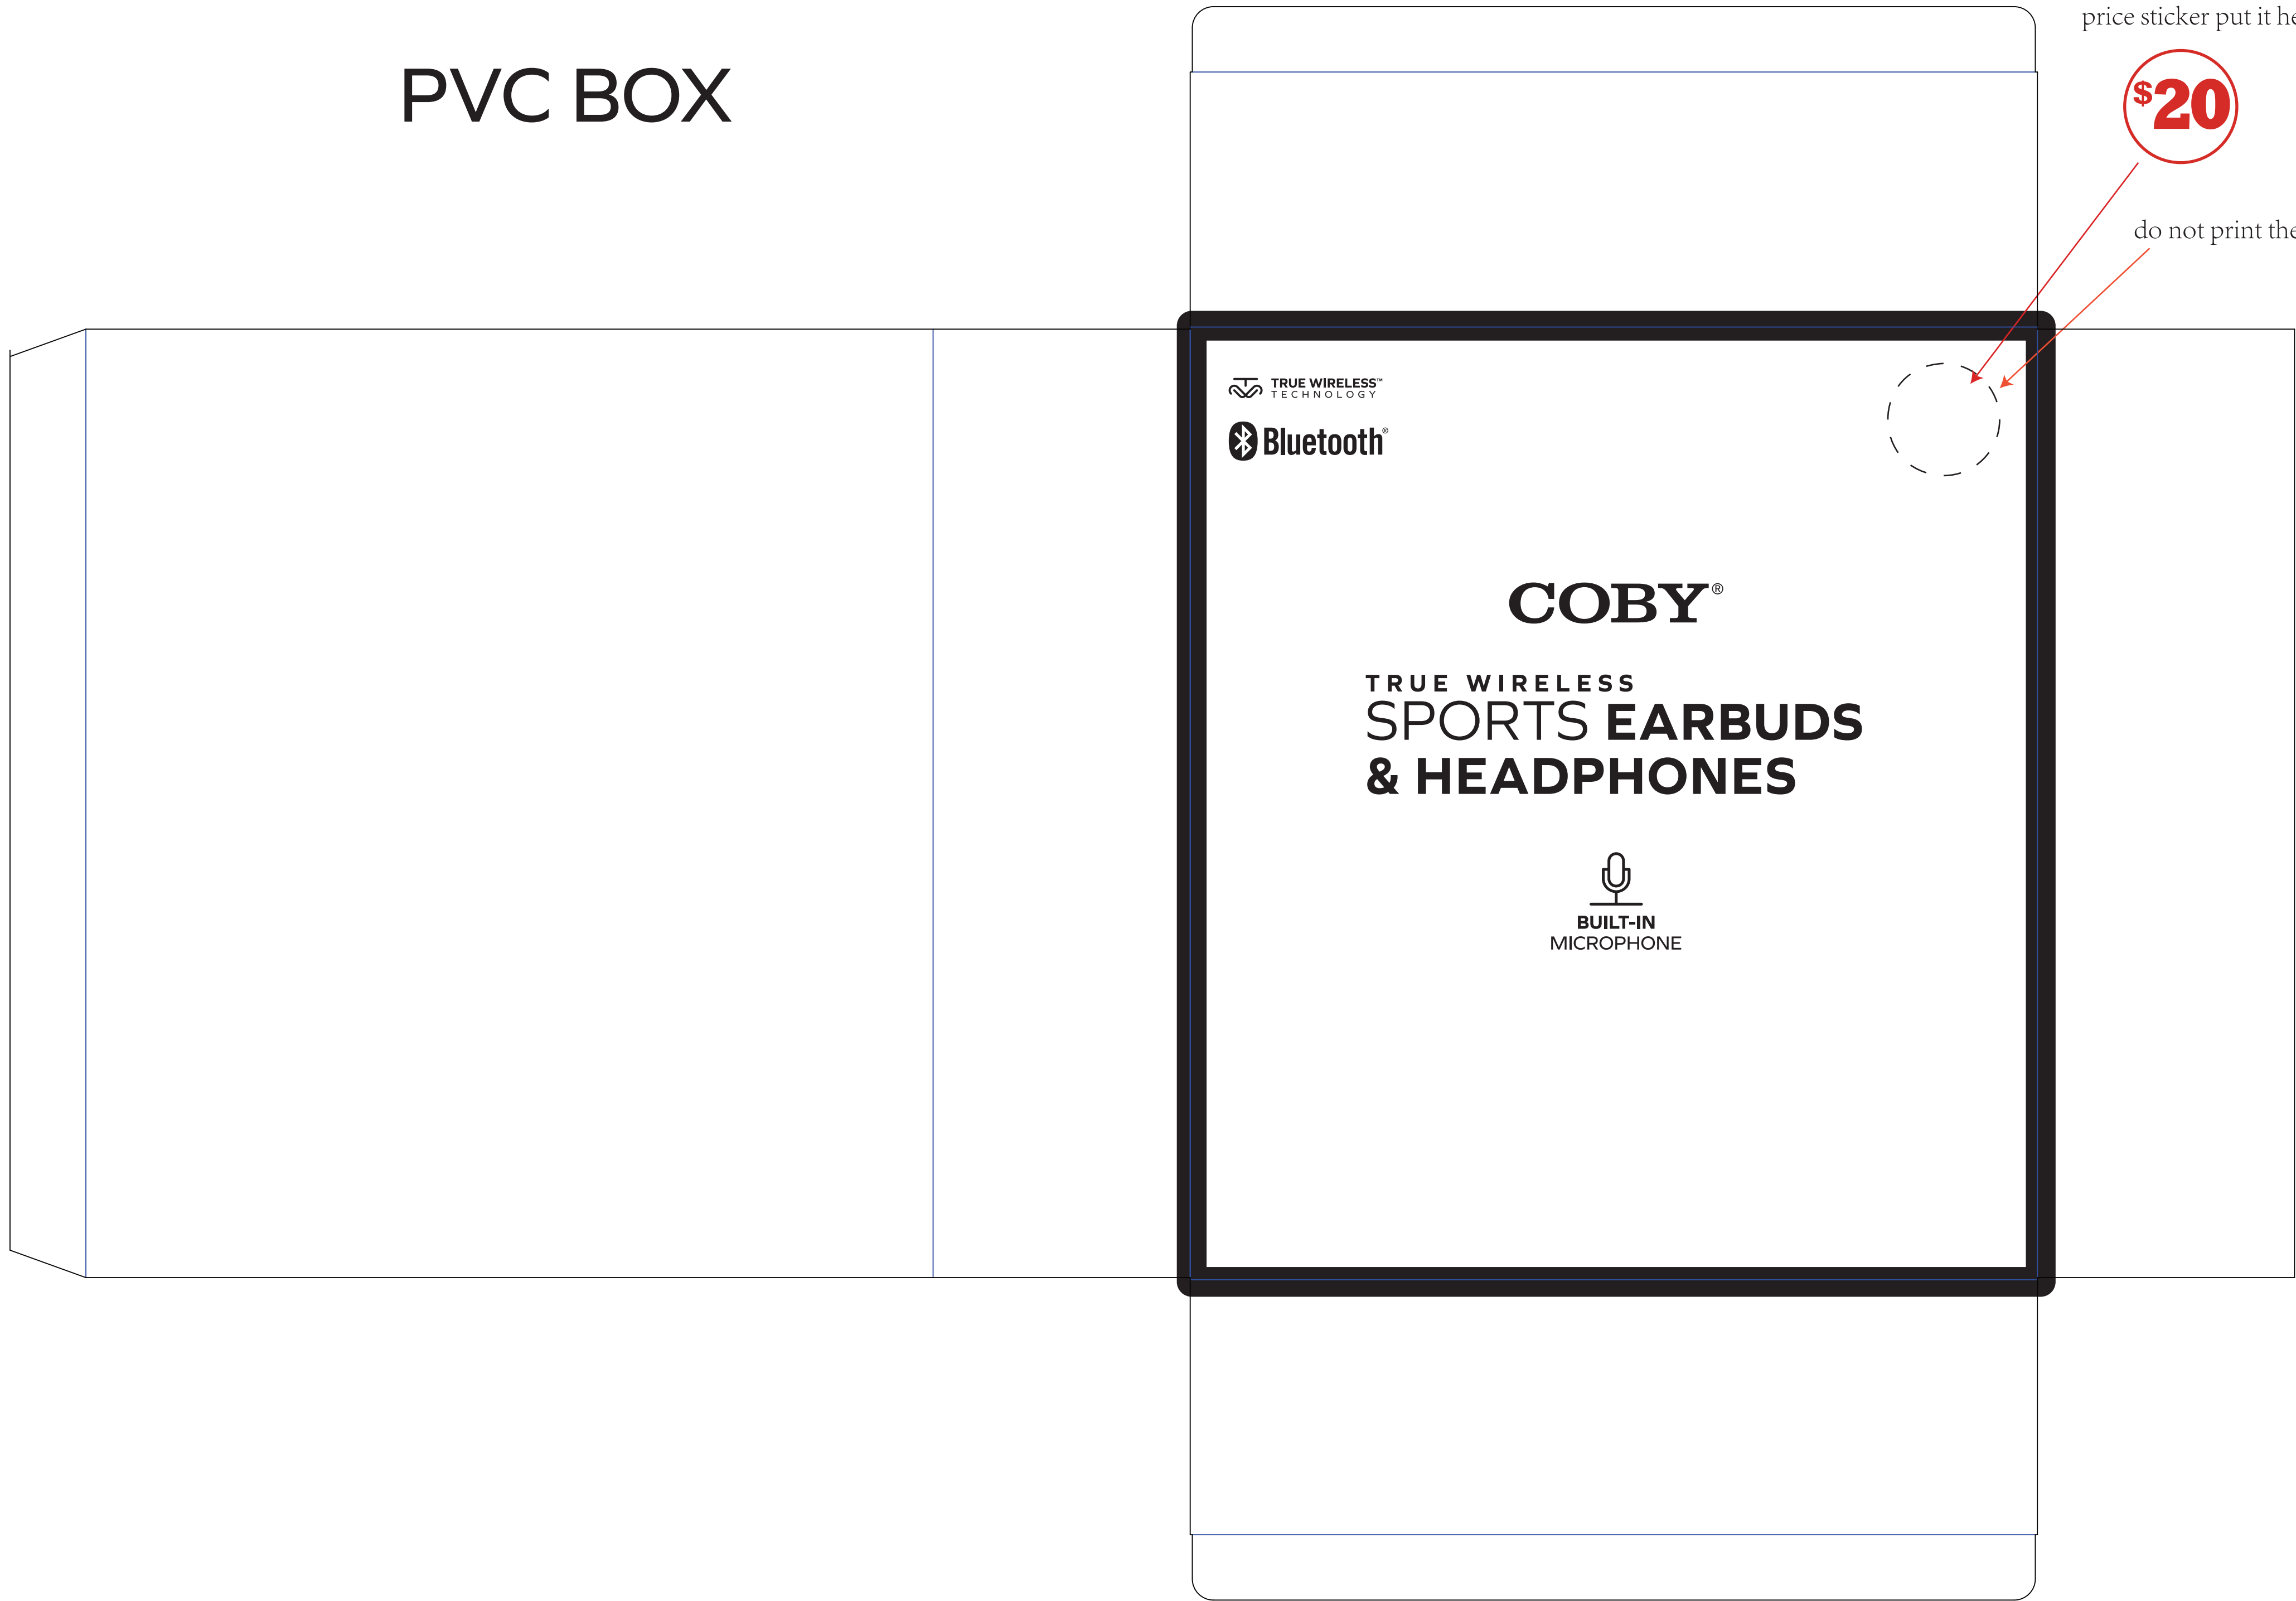 PVC BOX
price sticker put it he
$20
do not print the
TRUE WIRELESS™
TECHNOLOGY
Bluetooth®
COBY®
TRUE WIRELESS
SPORTS EARBUDS
& HEADPHONES
BUILT-IN
MICROPHONE